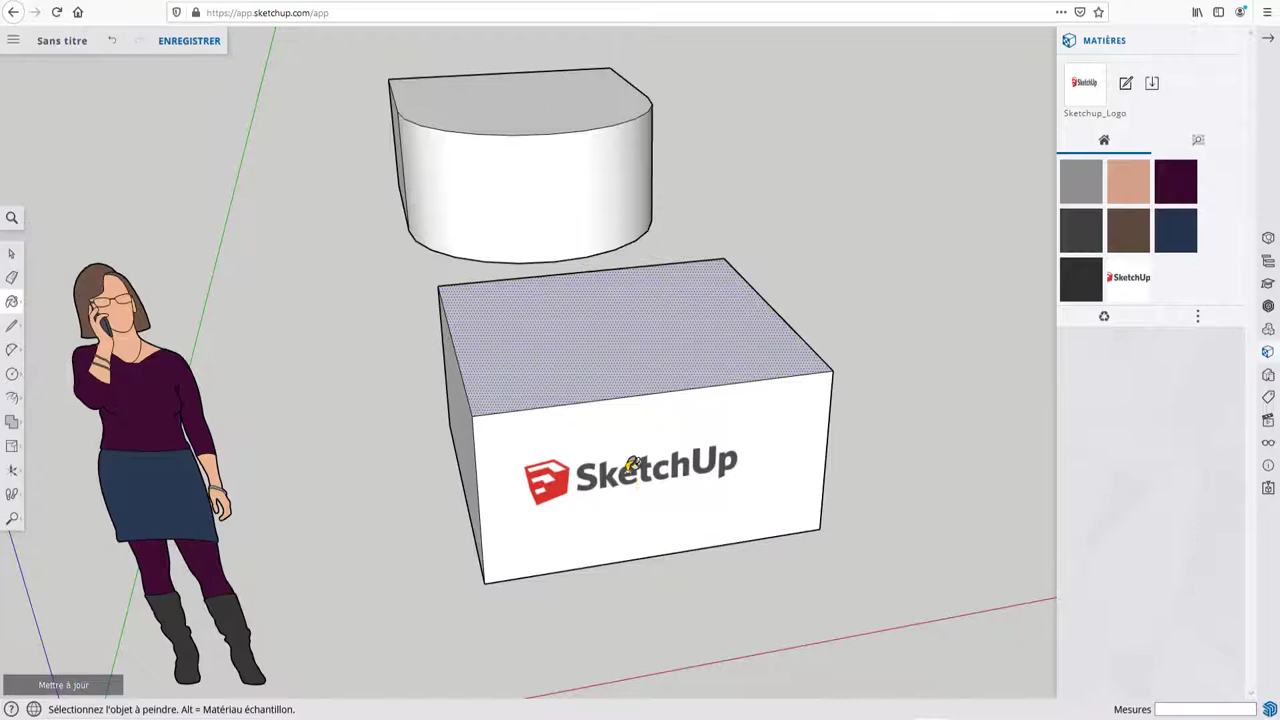 https://app.sketchup.com/app
Sans titre
ENREGISTRER
MATIÈRES
SketchUp
Sketchup_Logo
SketchUp
SketchUp
Mettre à jour
Sélectionnez l'objet à peindre. Alt = Matériau échantillon.
Mesures